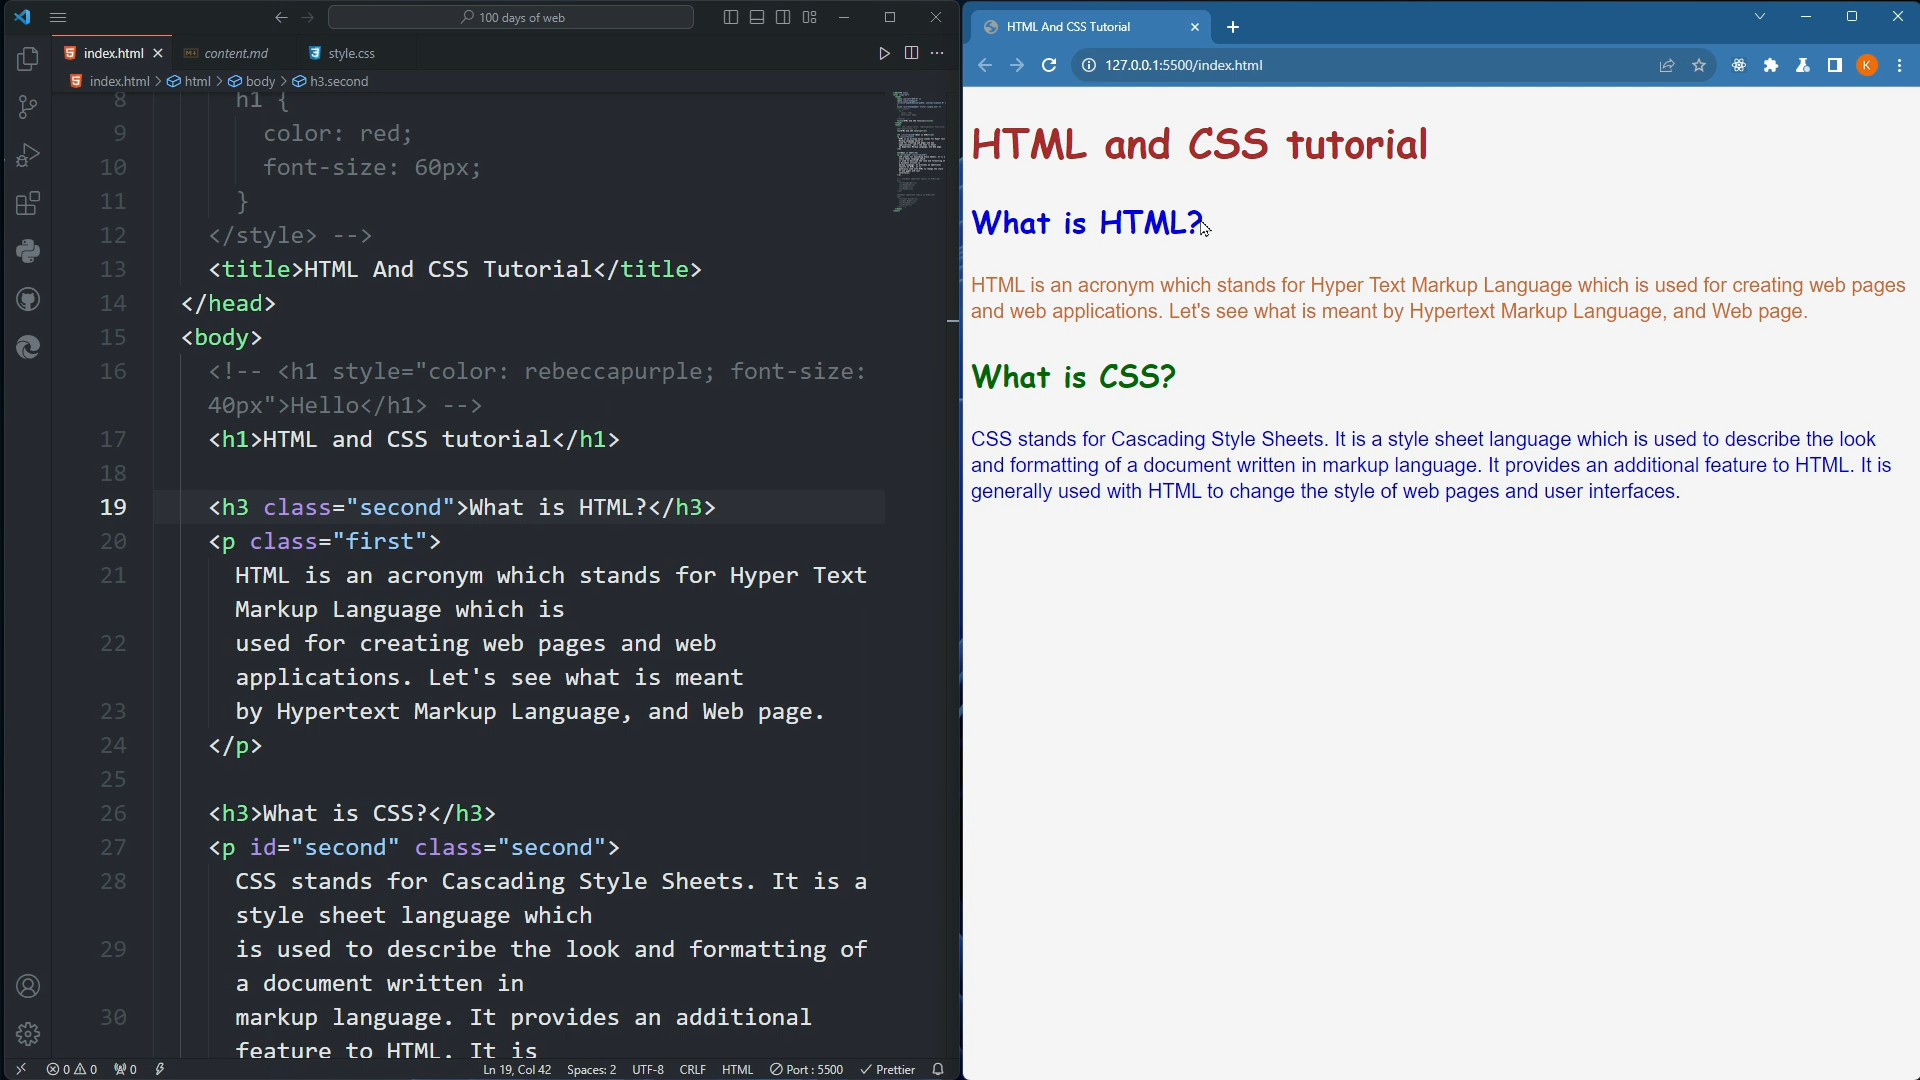 100 days of web
index.html
content.md
style.css
index.html > html > body > h3.second
8 h1 {
9 color: red;
10 font-size: 60px;
11 }
12 </style> -->
13 <title>HTML And CSS Tutorial</title>
14 </head>
15 <body>
16 <!-- <h1 style="color: rebeccapurple; font-size:
40px">Hello</h1> -->
17 <h1>HTML and CSS tutorial</h1>
18
19 <h3 class="second">What is HTML?</h3>
20 <p class="first">
21 HTML is an acronym which stands for Hyper Text
Markup Language which is
22 used for creating web pages and web
applications. Let's see what is meant
23 by Hypertext Markup Language, and Web page.
24 </p>
25
26 <h3>What is CSS?</h3>
27 <p id="second" class="second">
28 CSS stands for Cascading Style Sheets. It is a
style sheet language which
29 is used to describe the look and formatting of
a document written in
30 markup language. It provides an additional
feature to HTML. It is
0 0 0 Ln 19, Col 42 Spaces: 2 UTF-8 CRLF HTML Port : 5500 Prettier
HTML And CSS Tutorial
127.0.0.1:5500/index.html
K
HTML and CSS tutorial
What is HTML?
HTML is an acronym which stands for Hyper Text Markup Language which is used for creating web pages
and web applications. Let's see what is meant by Hypertext Markup Language, and Web page.
What is CSS?
CSS stands for Cascading Style Sheets. It is a style sheet language which is used to describe the look
and formatting of a document written in markup language. It provides an additional feature to HTML. It is
generally used with HTML to change the style of web pages and user interfaces.